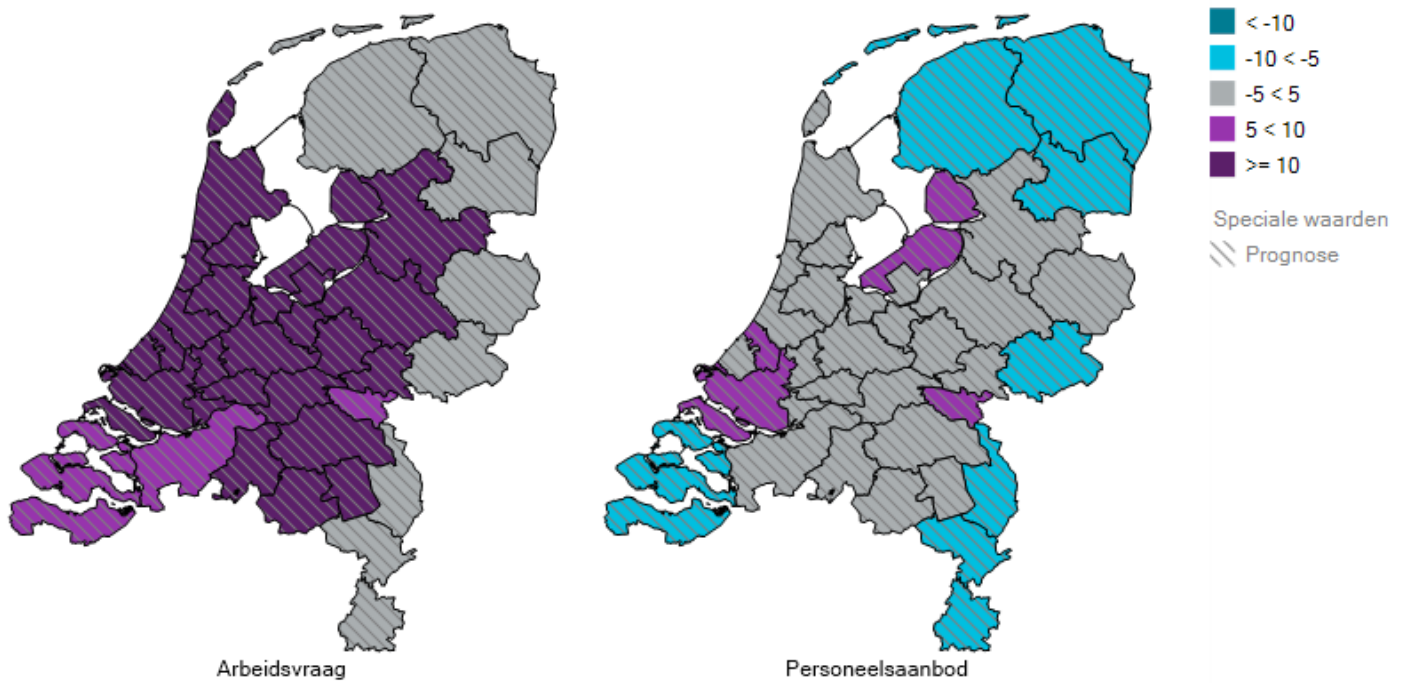 < -10
-10 < -5
-5 < 5
5 < 10
>= 10
Speciale waarden
Prognose
Arbeidsvraag
Personeelsaanbod